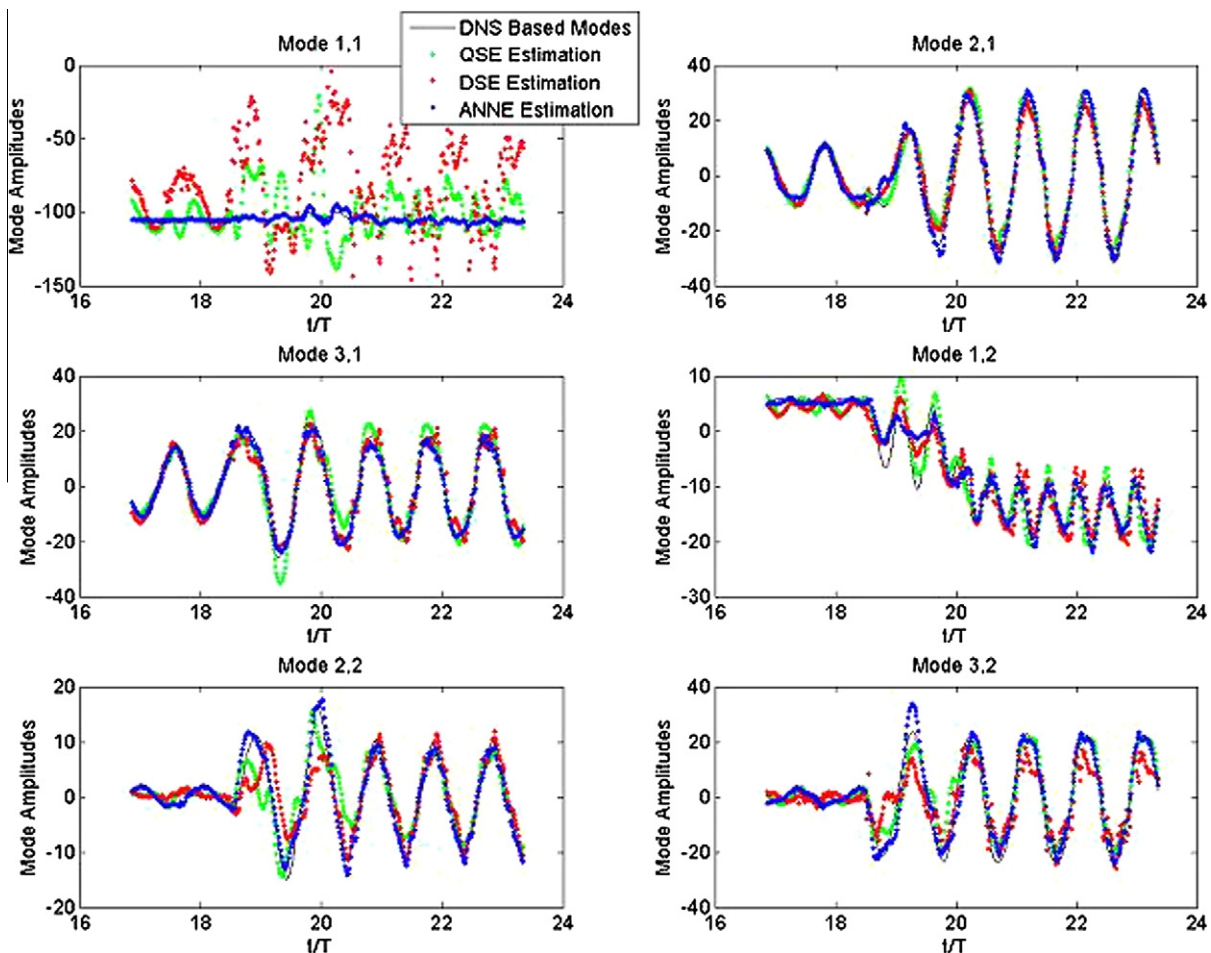 DNS Based Modes
QSE Estimation
DSE Estimation
ANNE Estimation
Mode 1,1
Mode Amplitudes
0
-50
-100
-150
16 18 20 22 24
t/T
Mode 2,1
Mode Amplitudes
40
20
0
-20
-40
16 18 20 22 24
t/T
Mode 3,1
Mode Amplitudes
40
20
0
-20
-40
16 18 20 22 24
t/T
Mode 1,2
Mode Amplitudes
10
0
-10
-20
-30
16 18 20 22 24
t/T
Mode 2,2
Mode Amplitudes
20
10
0
-10
-20
16 18 20 22 24
t/T
Mode 3,2
Mode Amplitudes
40
20
0
-20
-40
16 18 20 22 24
t/T